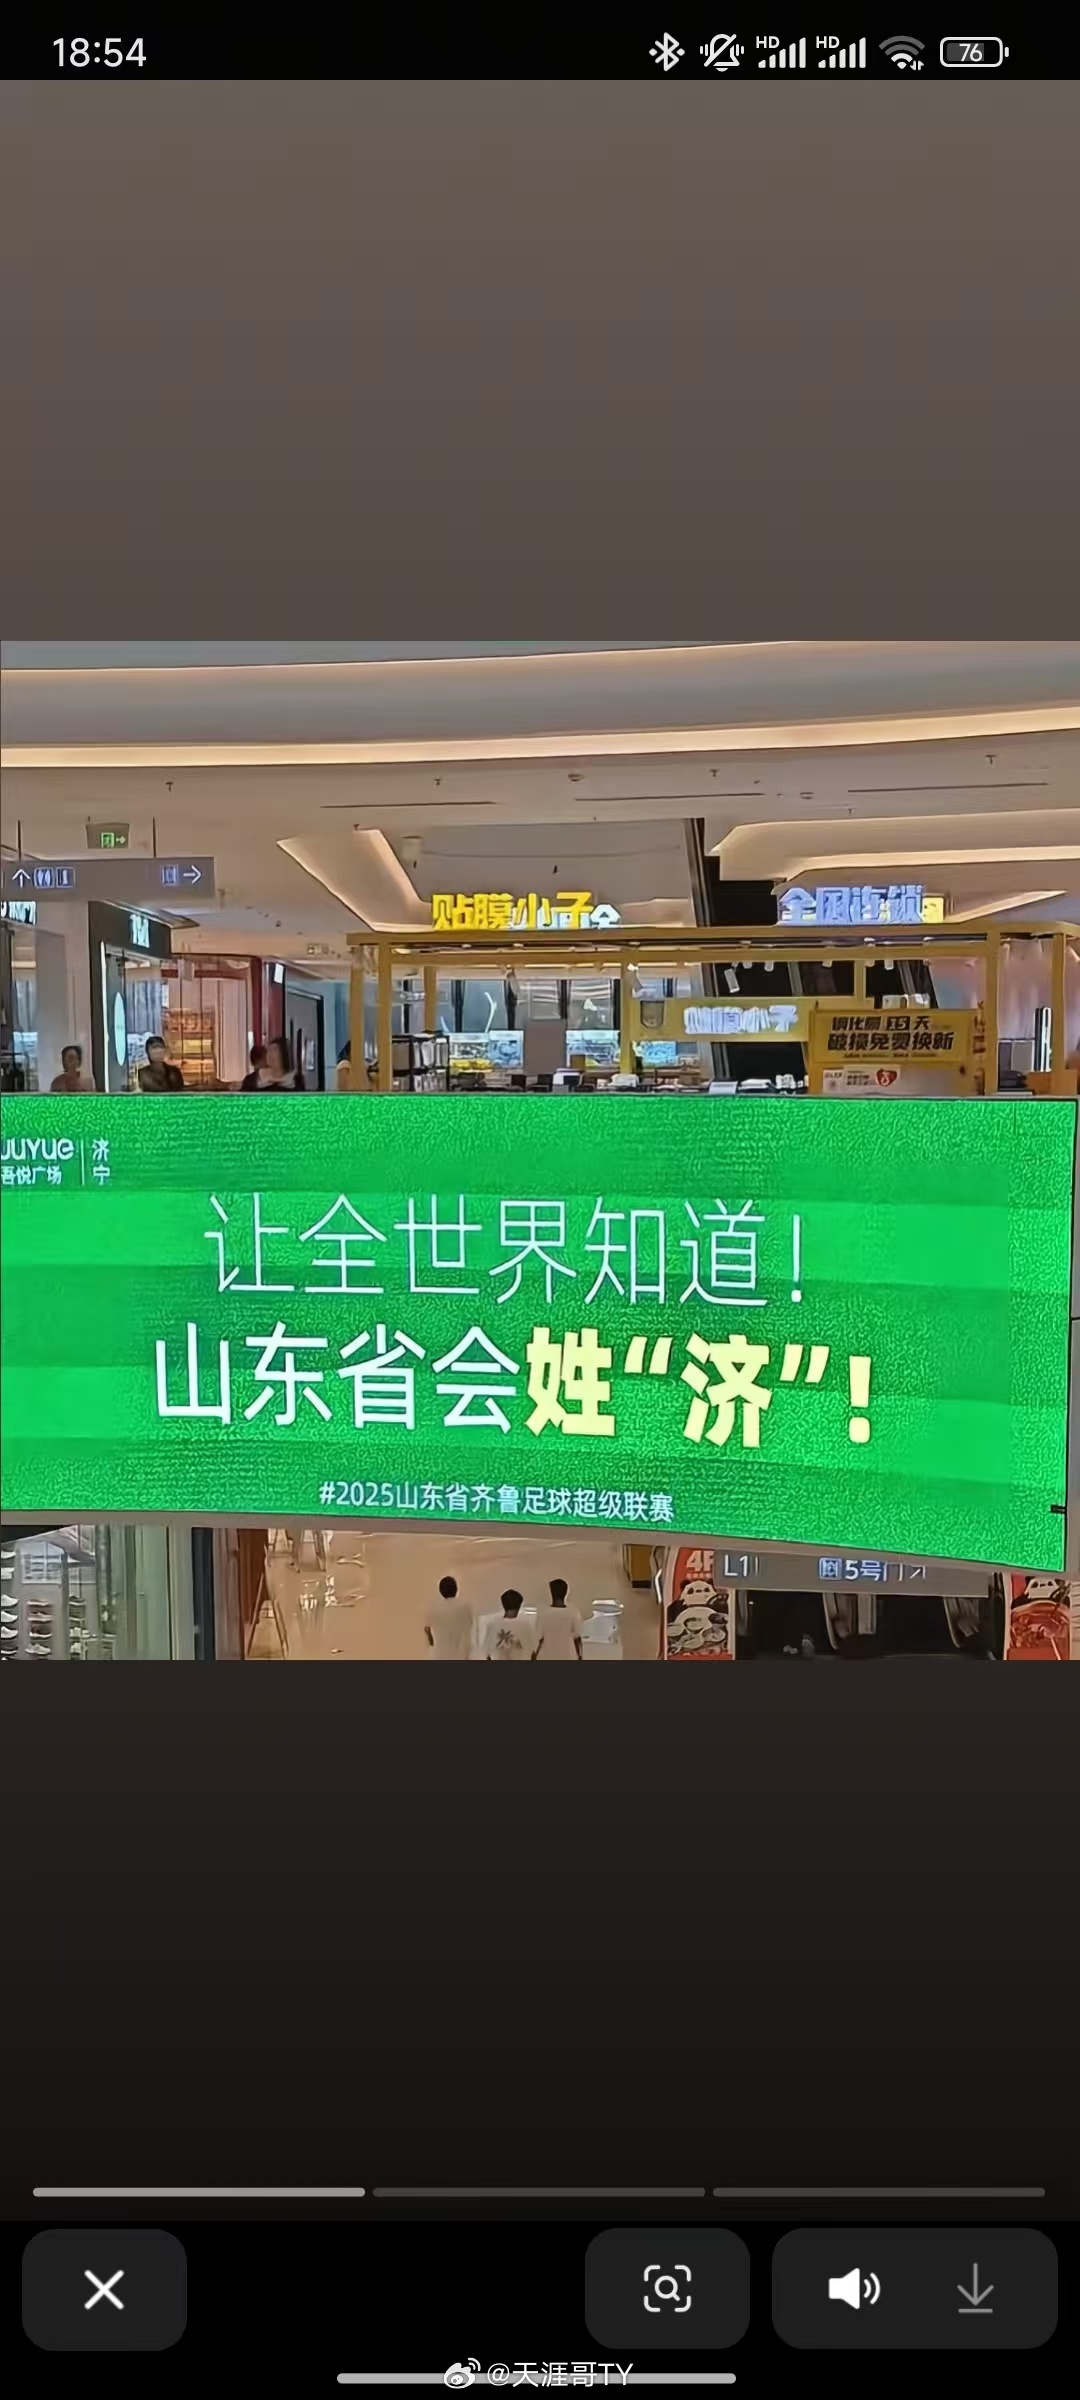 18:54
HD HD 76
贴膜小子
全国连锁
贴膜小子
钢化膜 15 天
破损免费换新
吾悦广场 济宁
让全世界知道!
山东省会姓“济”!
#2025山东省齐鲁足球超级联赛
L1
5号门
@天涯哥TY